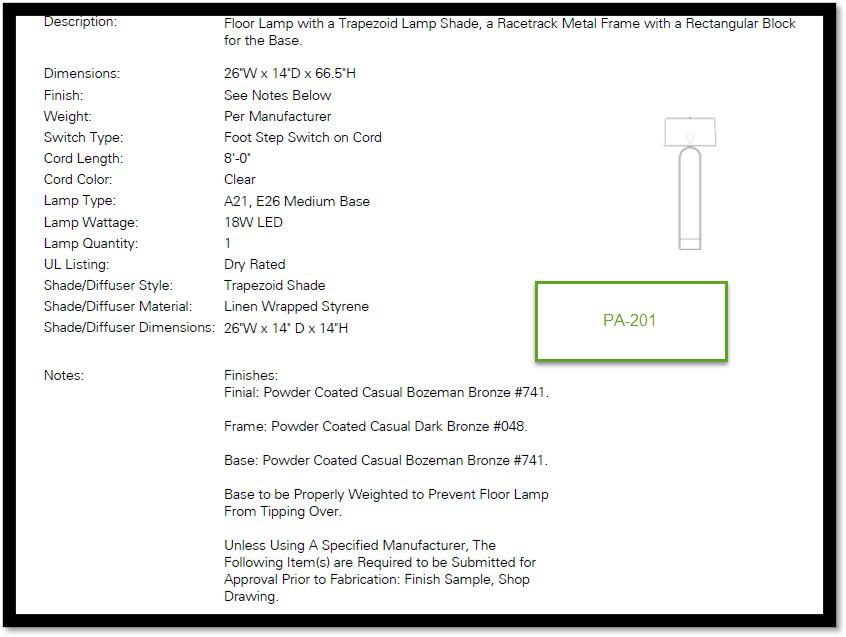 Description: Floor Lamp with a Trapezoid Lamp Shade, a Racetrack Metal Frame with a Rectangular Block
for the Base.
Dimensions: 26"W x 14"D x 66.5"H
Finish: See Notes Below
Weight: Per Manufacturer
Switch Type: Foot Step Switch on Cord
Cord Length: 8'-0"
Cord Color: Clear
Lamp Type: A21, E26 Medium Base
Lamp Wattage: 18W LED
Lamp Quantity: 1
UL Listing: Dry Rated
Shade/Diffuser Style: Trapezoid Shade
Shade/Diffuser Material: Linen Wrapped Styrene
Shade/Diffuser Dimensions: 26"W x 14" D x 14"H
PA-201
Notes: Finishes:
Finial: Powder Coated Casual Bozeman Bronze #741.
Frame: Powder Coated Casual Dark Bronze #048.
Base: Powder Coated Casual Bozeman Bronze #741.
Base to be Properly Weighted to Prevent Floor Lamp
From Tipping Over.
Unless Using A Specified Manufacturer, The
Following Item(s) are Required to be Submitted for
Approval Prior to Fabrication: Finish Sample, Shop
Drawing.